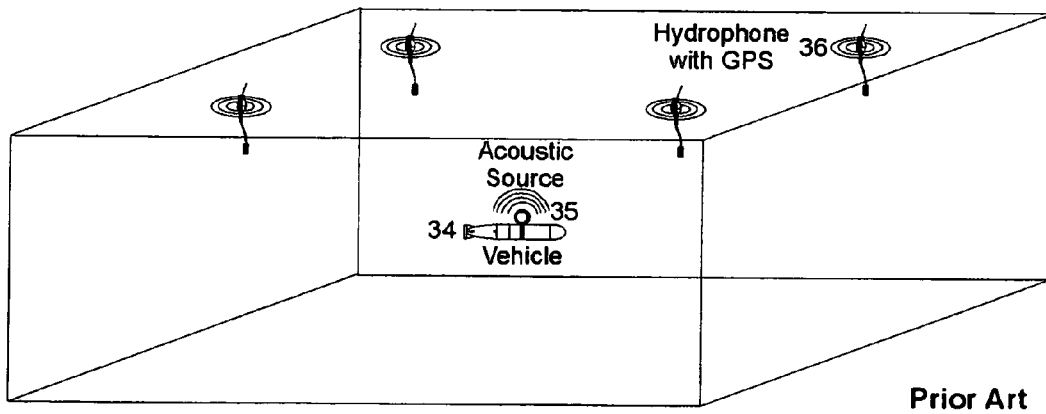 Hydrophone
with GPS
36
Acoustic
Source
35
34
Vehicle
Prior Art